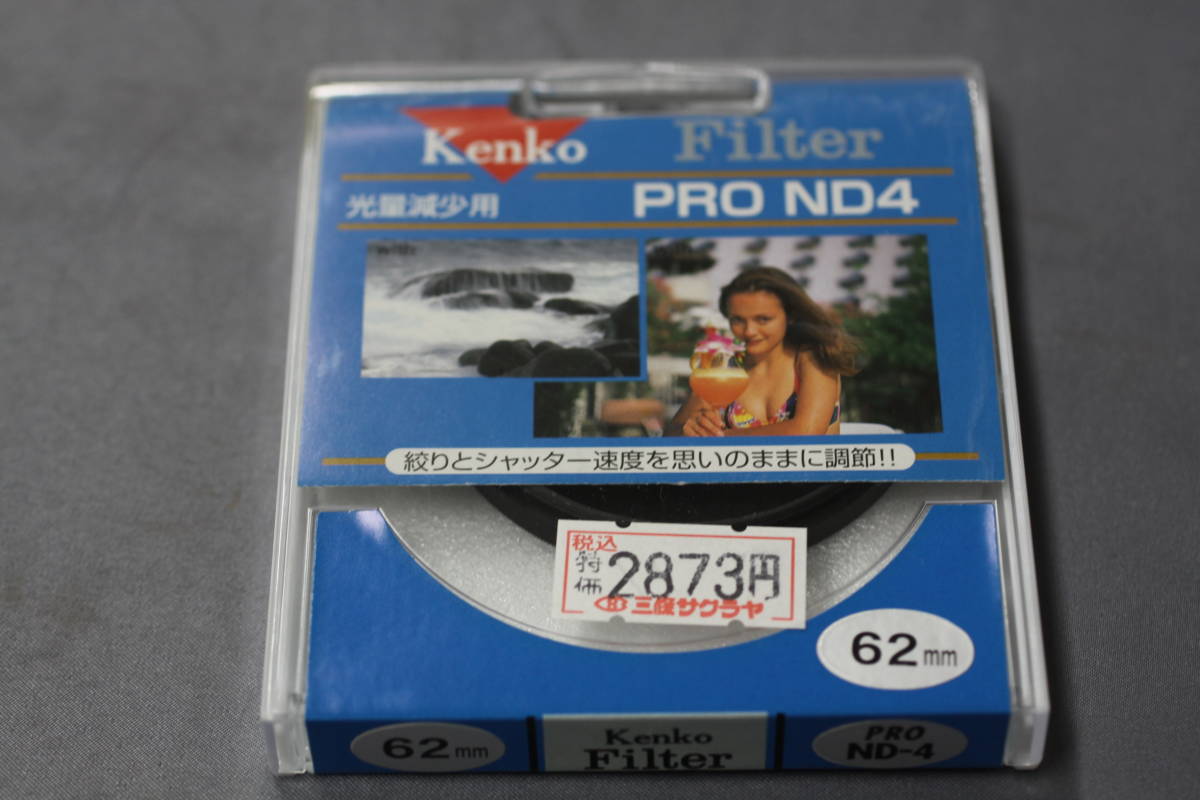 Kenko Filter
光量減少用 PRO ND4
絞りとシャッター速度を思いのままに調節!!
税込
特価 2873円
三隆サクラヤ
62mm
62mm
Kenko
Filter
PRO
ND-4